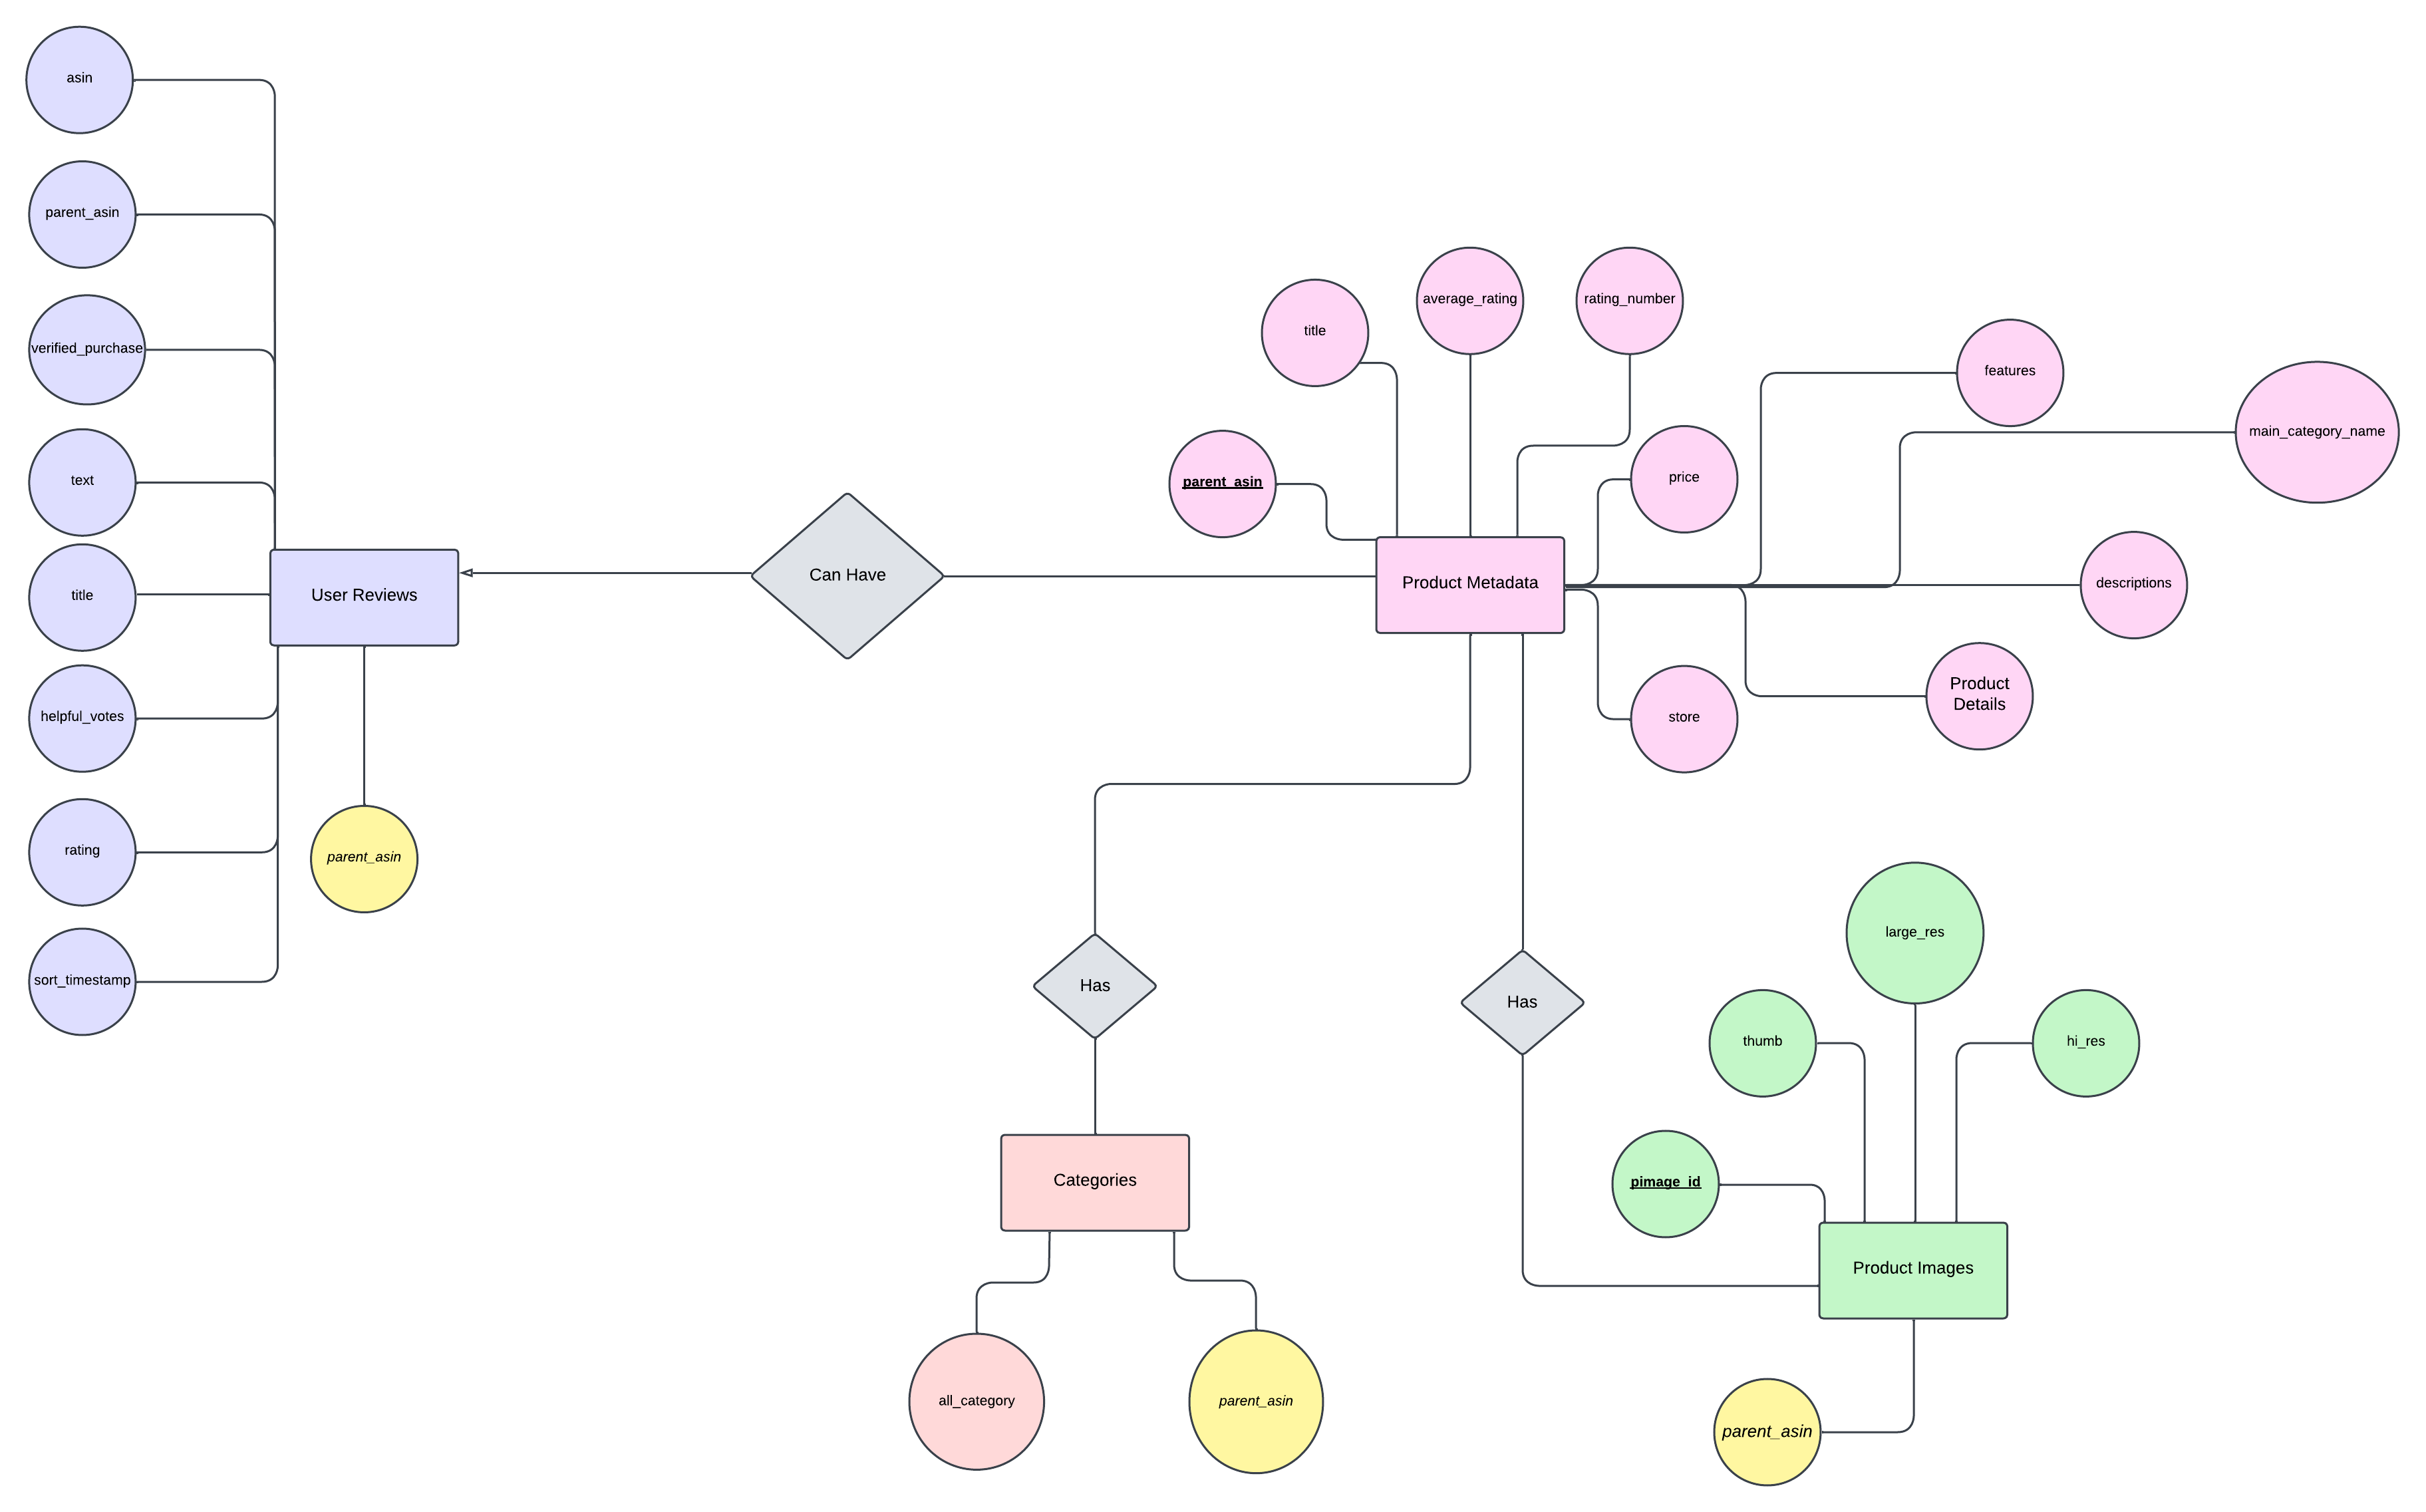 asin
parent_asin
verified_purchase
text
title
helpful_votes
rating
sort_timestamp
User Reviews
parent_asin
Can Have
title
average_rating
rating_number
parent_asin
price
features
main_category_name
Product Metadata
descriptions
Product
Details
store
Has
Has
Categories
all_category
parent_asin
large_res
thumb
hi_res
pimage_id
Product Images
parent_asin